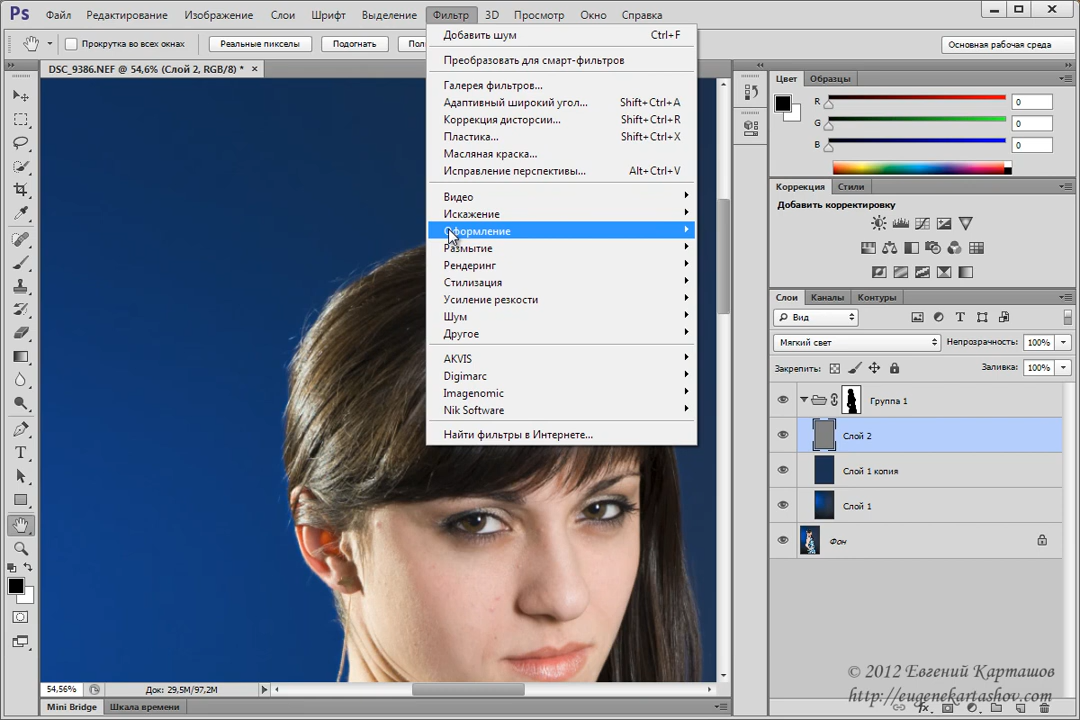 Ps Файл Редактирование Изображение Слои Шрифт Выделение Фильтр 3D Просмотр Окно Справка
Прокрутка во всех окнах Реальные пикселы Подогнать Пол Основная рабочая среда
DSC_9386.NEF @ 54,6% (Слой 2, RGB/8) * ×
Добавить шум Ctrl+F
Преобразовать для смарт-фильтров
Галерея фильтров...
Адаптивный широкий угол... Shift+Ctrl+A
Коррекция дисторсии... Shift+Ctrl+R
Пластика... Shift+Ctrl+X
Масляная краска...
Исправление перспективы... Alt+Ctrl+V
Видео
Искажение
Оформление
Размытие
Рендеринг
Стилизация
Усиление резкости
Шум
Другое
AKVIS
Digimarc
Imagenomic
Nik Software
Найти фильтры в Интернете...
Цвет Образцы
R 0
G 0
B 0
Коррекция Стили
Добавить корректировку
Слои Каналы Контуры
Вид
Мягкий свет Непрозрачность: 100%
Закрепить: Заливка: 100%
Группа 1
Слой 2
Слой 1 копия
Слой 1
Фон
© 2012 Евгений Карташов
http://eugenekartashov.com
54,56% Док: 29,5M/97,2M
Mini Bridge Шкала времени